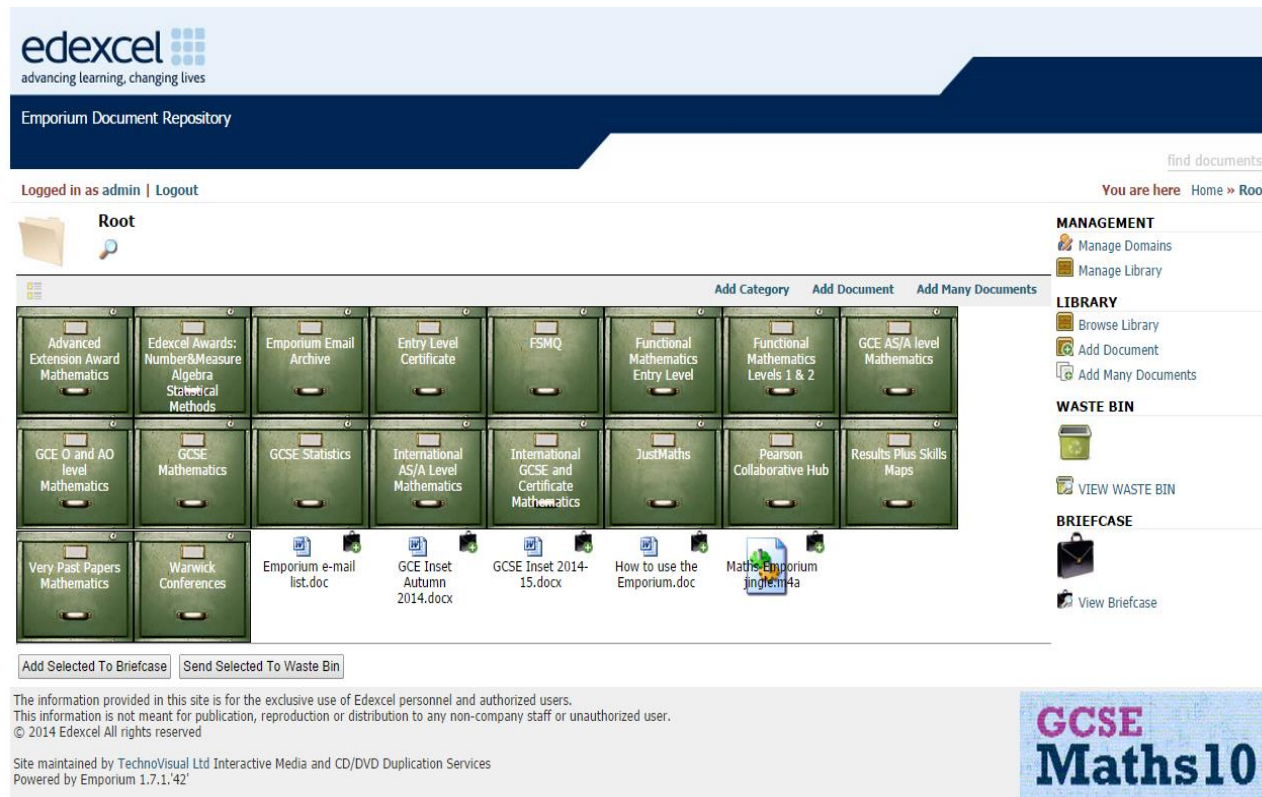 edexcel
advancing learning, changing lives
Emporium Document Repository
find documents
Logged in as admin | Logout
You are here Home » Roo
Root
Add Category Add Document Add Many Documents
Advanced
Extension Award
Mathematics
Edexcel Awards:
Number&Measure
Algebra
Statistical
Methods
Emporium Email
Archive
Entry Level
Certificate
FSMQ
Functional
Mathematics
Entry Level
Functional
Mathematics
Levels 1 & 2
GCE AS/A level
Mathematics
GCE O and AO
level
Mathematics
GCSE
Mathematics
GCSE Statistics
International
AS/A Level
Mathematics
International
GCSE and
Certificate
Mathematics
JustMaths
Pearson
Collaborative Hub
Results Plus Skills
Maps
Very Past Papers
Mathematics
Warwick
Conferences
Emporium e-mail
list.doc
GCE Inset
Autumn
2014.docx
GCSE Inset 2014-
15.docx
How to use the
Emporium.doc
Maths Emporium
jingle.m4a
MANAGEMENT
Manage Domains
Manage Library
LIBRARY
Browse Library
Add Document
Add Many Documents
WASTE BIN
VIEW WASTE BIN
BRIEFCASE
View Briefcase
Add Selected To Briefcase Send Selected To Waste Bin
The information provided in this site is for the exclusive use of Edexcel personnel and authorized users.
This information is not meant for publication, reproduction or distribution to any non-company staff or unauthorized user.
© 2014 Edexcel All rights reserved
Site maintained by TechnoVisual Ltd Interactive Media and CD/DVD Duplication Services
Powered by Emporium 1.7.1.'42'
GCSE
Maths10